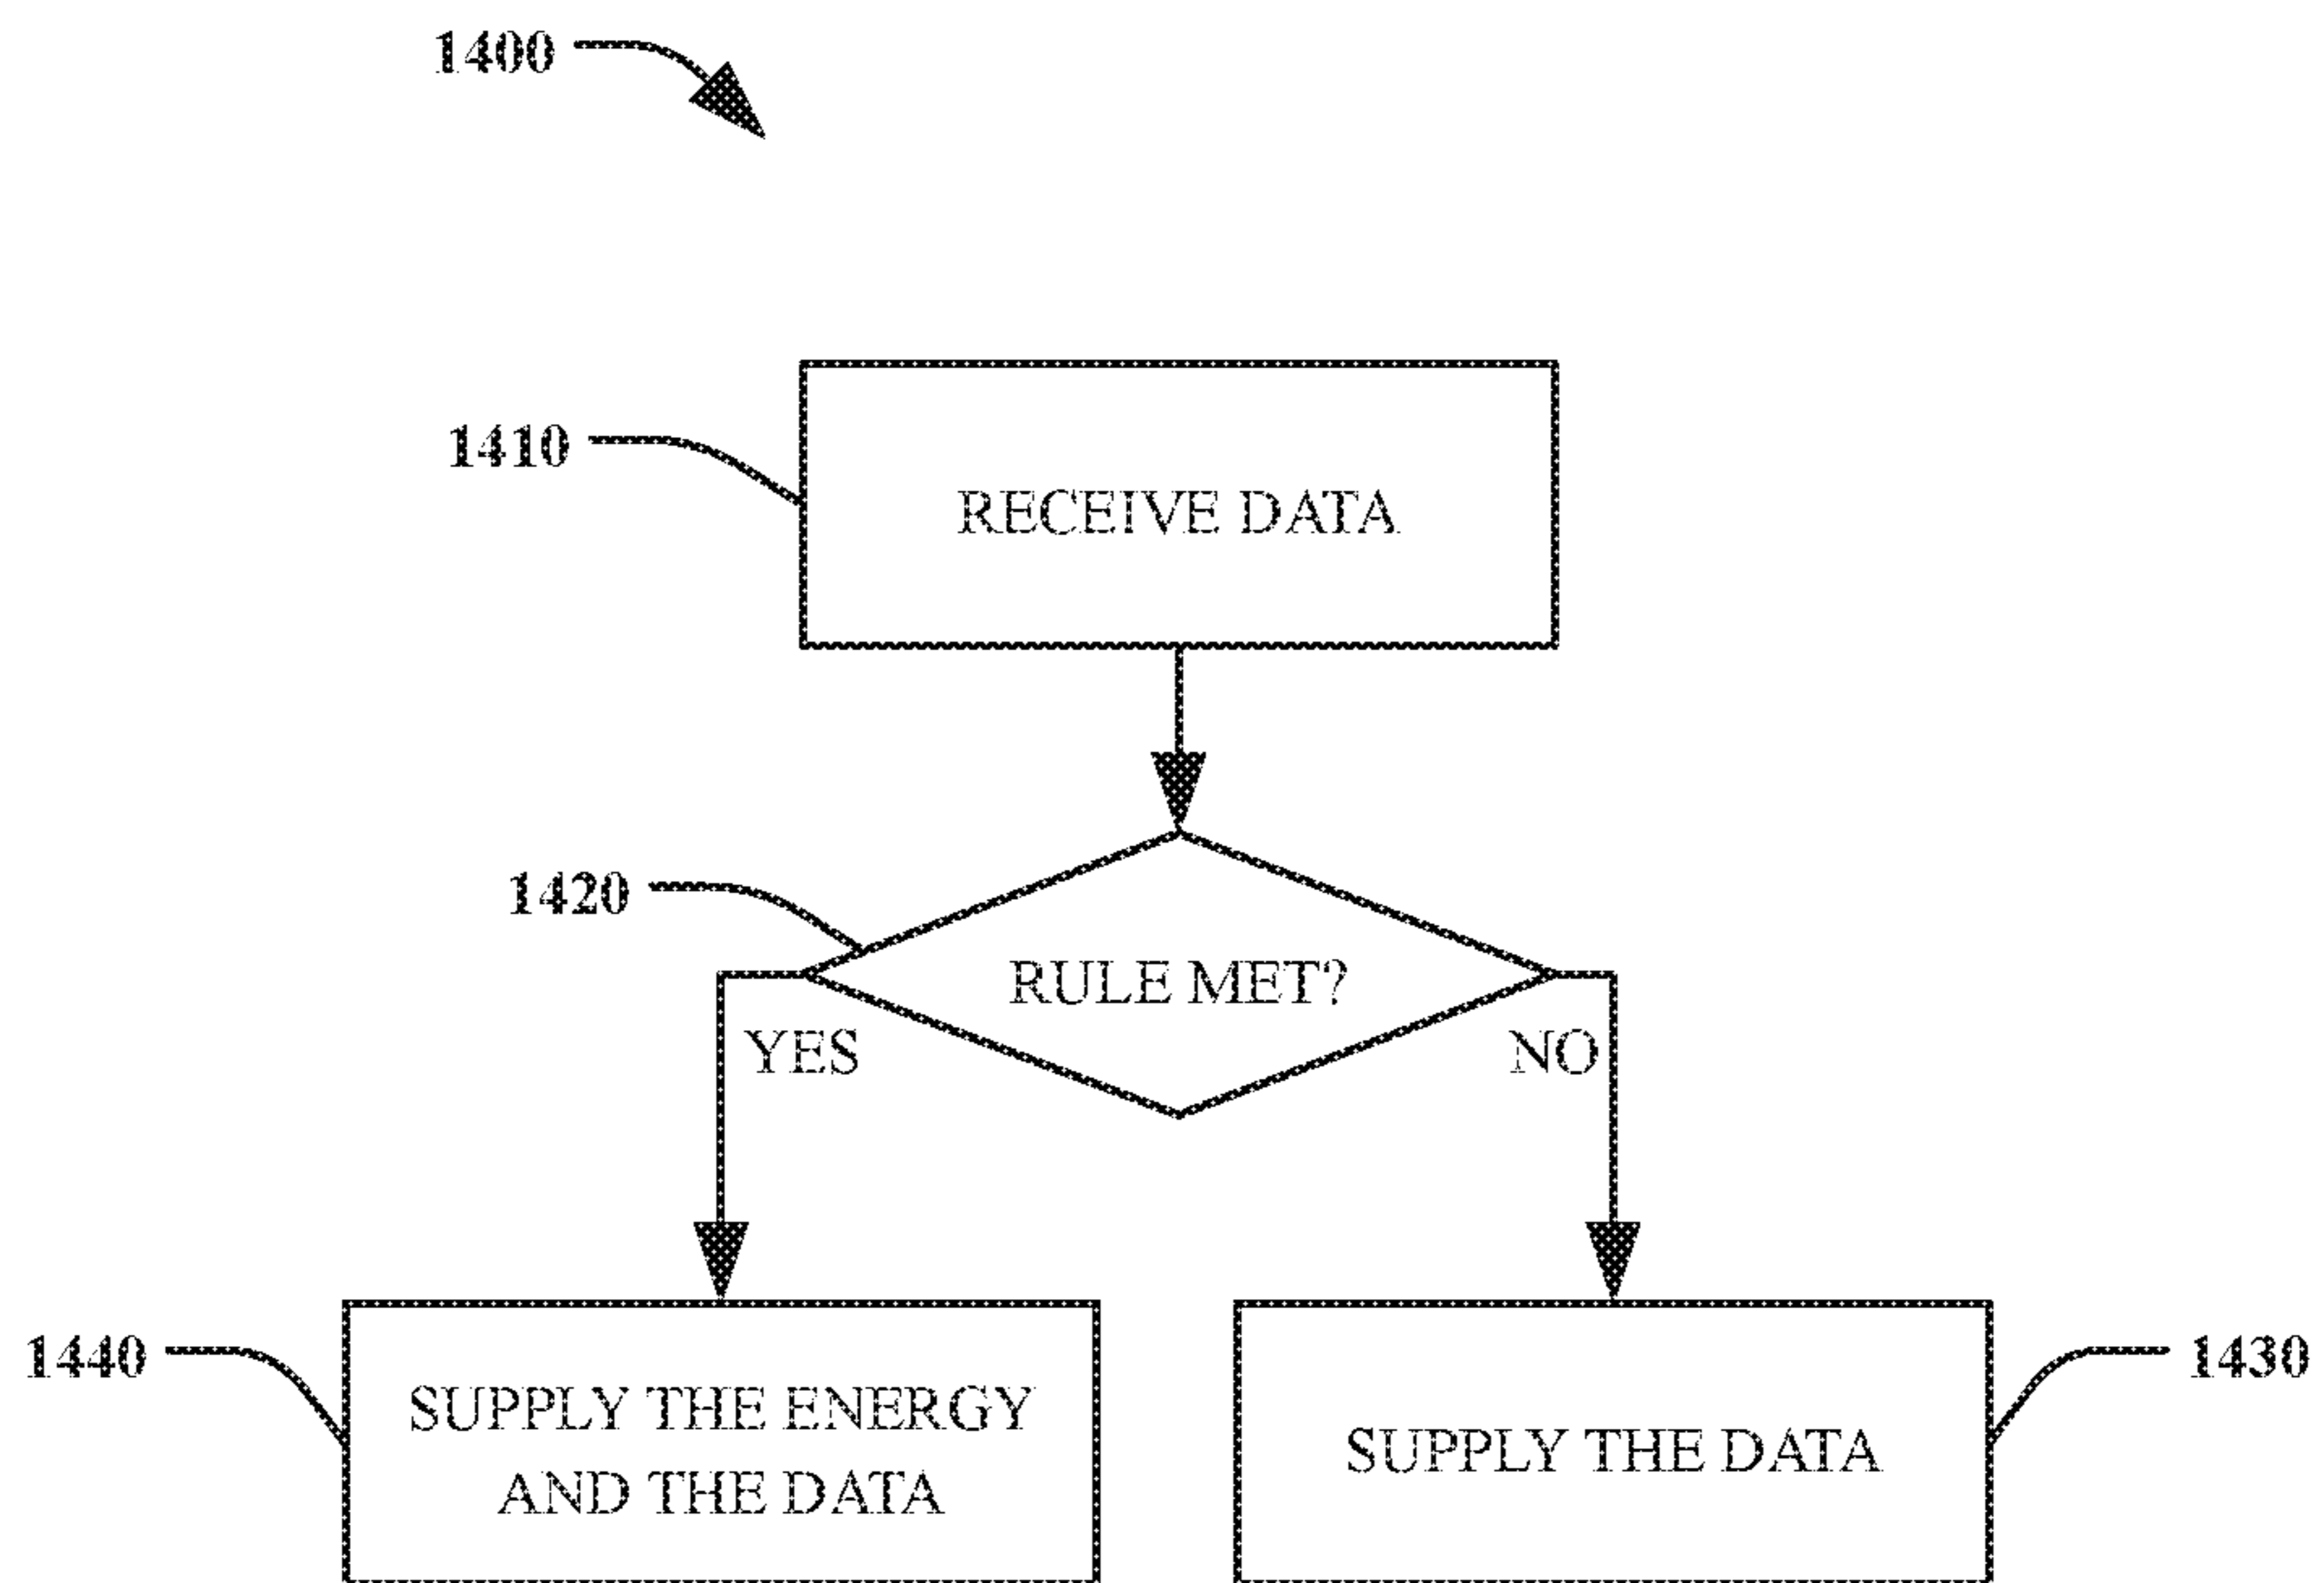 1400
1410
RECEIVE DATA
1420
RULE MET?
YES
NO
1440
SUPPLY THE ENERGY
AND THE DATA
SUPPLY THE DATA
1430